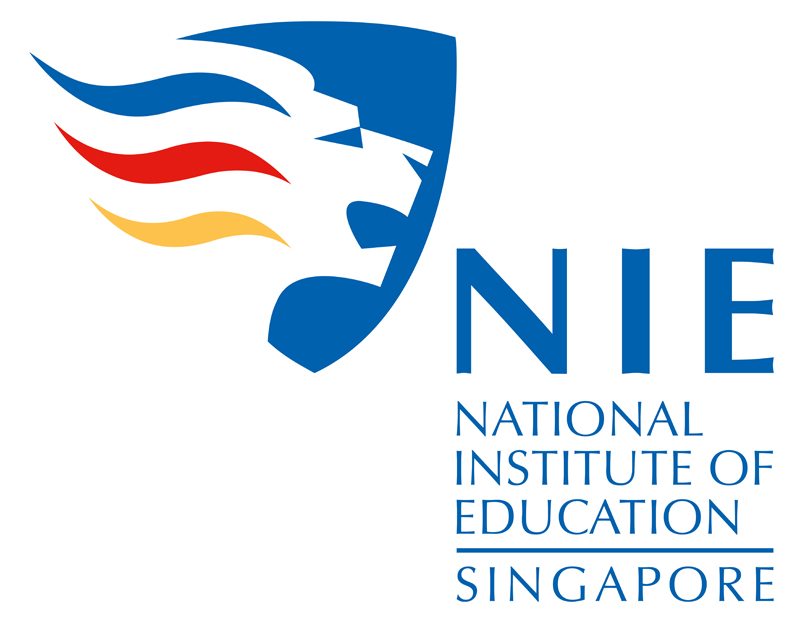 NIE
NATIONAL
INSTITUTE OF
EDUCATION
SINGAPORE